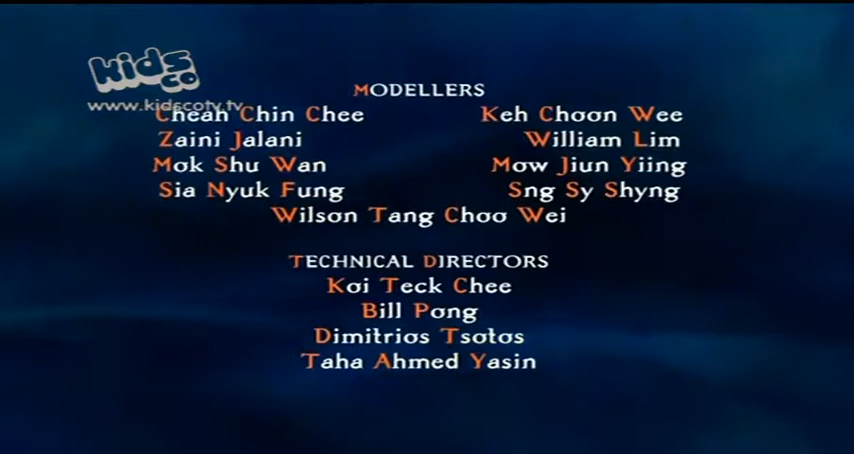 kids co
www.kidscotv.tv
MODELLERS
Cheah Chin Chee Keh Choon Wee
Zaini Jalani William Lim
Mok Shu Wan Mow Jiun Yiing
Sia Nyuk Fung Sng Sy Shyng
Wilson Tang Choo Wei
TECHNICAL DIRECTORS
Koi Teck Chee
Bill Pong
Dimitrios Tsotos
Taha Ahmed Yasin